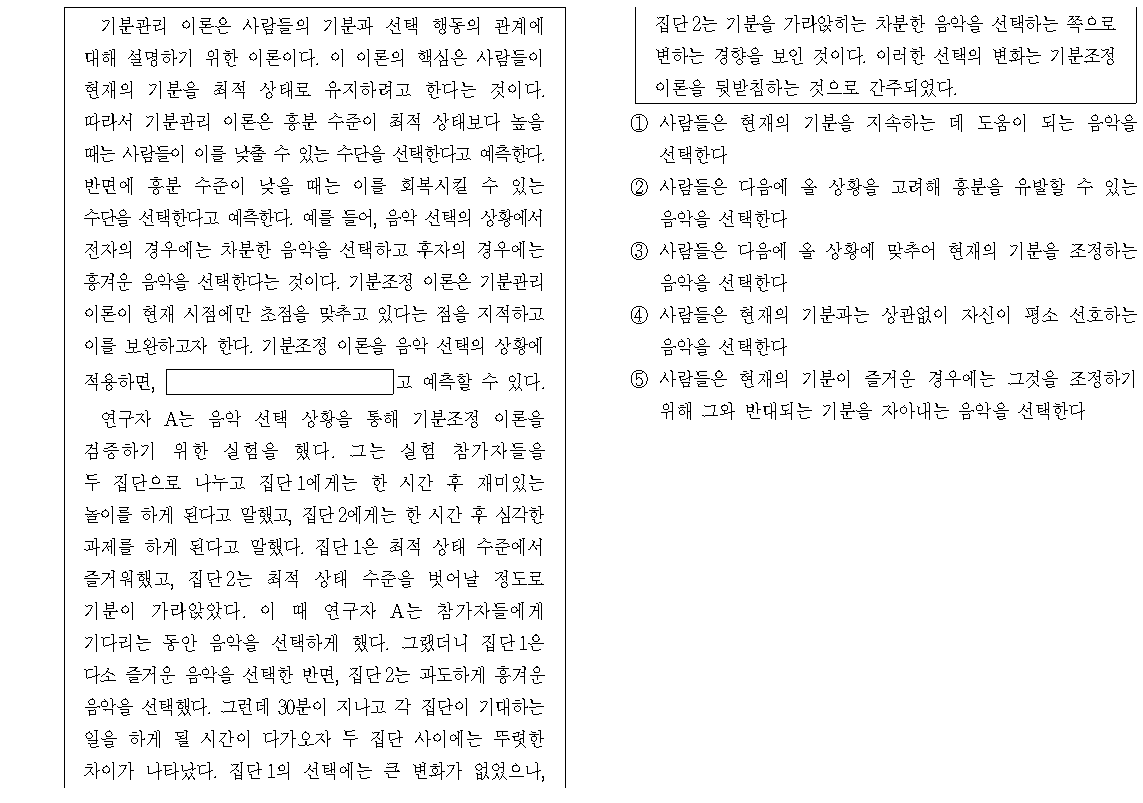 기분관리 이론은 사람들의 기분과 선택 행동의 관계에
대해 설명하기 위한 이론이다. 이 이론의 핵심은 사람들이
현재의 기분을 최적 상태로 유지하려고 한다는 것이다.
따라서 기분관리 이론은 흥분 수준이 최적 상태보다 높을
때는 사람들이 이를 낮출 수 있는 수단을 선택한다고 예측한다.
반면에 흥분 수준이 낮을 때는 이를 회복시킬 수 있는
수단을 선택한다고 예측한다. 예를 들어, 음악 선택의 상황에서
전자의 경우에는 차분한 음악을 선택하고 후자의 경우에는
흥겨운 음악을 선택한다는 것이다. 기분조정 이론은 기분관리
이론이 현재 시점에만 초점을 맞추고 있다는 점을 지적하고
이를 보완하고자 한다. 기분조정 이론을 음악 선택의 상황에
적용하면, 고 예측할 수 있다.
연구자 A는 음악 선택 상황을 통해 기분조정 이론을
검증하기 위한 실험을 했다. 그는 실험 참가자들을
두 집단으로 나누고 집단1에게는 한 시간 후 재미있는
놀이를 하게 된다고 말했고, 집단2에게는 한 시간 후 심각한
과제를 하게 된다고 말했다. 집단1은 최적 상태 수준에서
즐거워했고, 집단2는 최적 상태 수준을 벗어날 정도로
기분이 가라앉았다. 이 때 연구자 A는 참가자들에게
기다리는 동안 음악을 선택하게 했다. 그랬더니 집단1은
다소 즐거운 음악을 선택한 반면, 집단2는 과도하게 흥겨운
음악을 선택했다. 그런데 30분이 지나고 각 집단이 기대하는
일을 하게 될 시간이 다가오자 두 집단 사이에는 뚜렷한
차이가 나타났다. 집단1의 선택에는 큰 변화가 없었으나,
집단2는 기분을 가라앉히는 차분한 음악을 선택하는 쪽으로
변하는 경향을 보인 것이다. 이러한 선택의 변화는 기분조정
이론을 뒷받침하는 것으로 간주되었다.
① 사람들은 현재의 기분을 지속하는 데 도움이 되는 음악을
선택한다
② 사람들은 다음에 올 상황을 고려해 흥분을 유발할 수 있는
음악을 선택한다
③ 사람들은 다음에 올 상황에 맞추어 현재의 기분을 조정하는
음악을 선택한다
④ 사람들은 현재의 기분과는 상관없이 자신이 평소 선호하는
음악을 선택한다
⑤ 사람들은 현재의 기분이 즐거운 경우에는 그것을 조정하기
위해 그와 반대되는 기분을 자아내는 음악을 선택한다